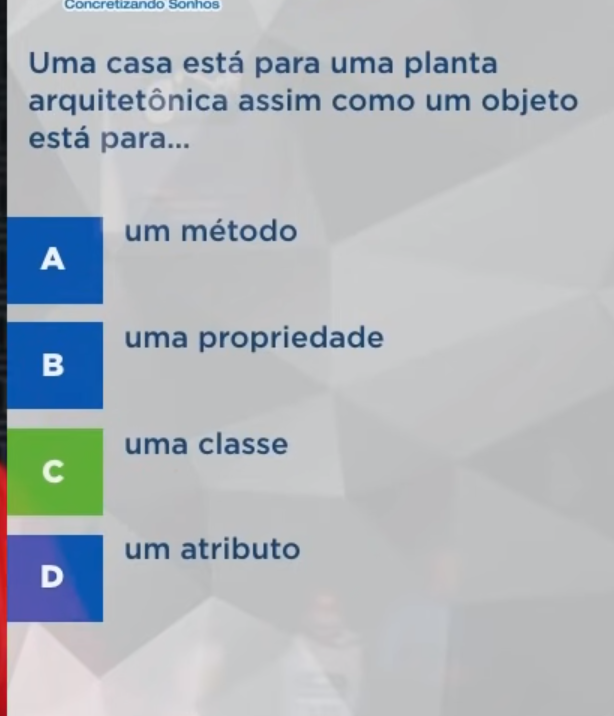 Concretizando Sonhos
Uma casa está para uma planta
arquitetônica assim como um objeto
está para...
A
um método
B
uma propriedade
C
uma classe
D
um atributo